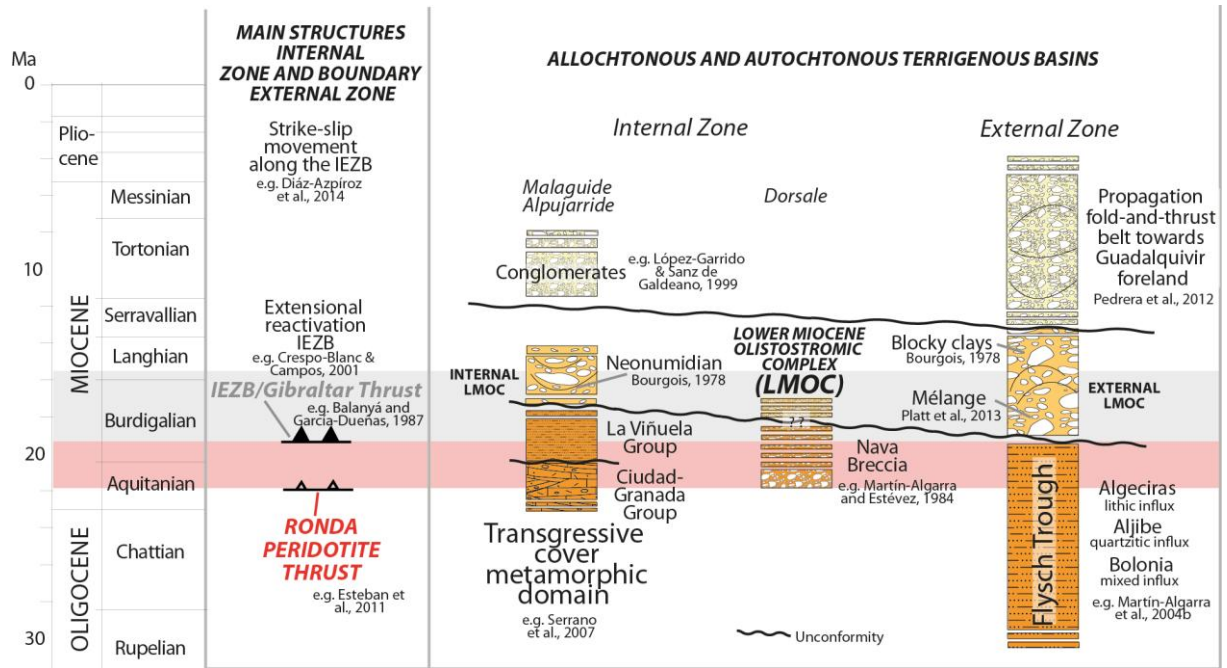 MAIN STRUCTURES
INTERNAL
ZONE AND BOUNDARY
EXTERNAL ZONE
ALLOCHTONOUS AND AUTOCHTONOUS TERRIGENOUS BASINS
Ma
0
10
20
30
Plio-
cene
MIOCENE
OLIGOCENE
Messinian
Tortonian
Serravallian
Langhian
Burdigalian
Aquitanian
Chattian
Rupelian
Strike-slip
movement
along the IEZB
e.g. Diáz-Azpíroz
et al., 2014
Extensional
reactivation
IEZB
e.g. Crespo-Blanc &
Campos, 2001
IEZB/Gibraltar Thrust
e.g. Balanyá and
García-Dueñas, 1987
RONDA
PERIDOTITE
THRUST
e.g. Esteban et
al., 2011
Internal Zone
External Zone
Malaguide
Alpujarride
Dorsale
Conglomerates
e.g. López-Garrido
& Sanz de
Galdeano, 1999
INTERNAL
LMOC
Neonumidian
Bourgois, 1978
LOWER MIOCENE
OLISTOSTROMIC
COMPLEX
(LMOC)
? ?
La Viñuela
Group
Ciudad-
Granada
Group
Transgressive
cover
metamorphic
domain
e.g. Serrano
et al., 2007
Nava
Breccia
e.g. Martín-Algarra
and Estévez, 1984
Unconformity
Blocky clays
Bourgois, 1978
Mélange
Platt et al., 2013
EXTERNAL
LMOC
Flysch Trough
Propagation
fold-and-thrust
belt towards
Guadalquivir
foreland
Pedrera et al., 2012
Algeciras
lithic influx
Aljibe
quartzitic influx
Bolonia
mixed influx
e.g. Martín-Algarra
et al., 2004b